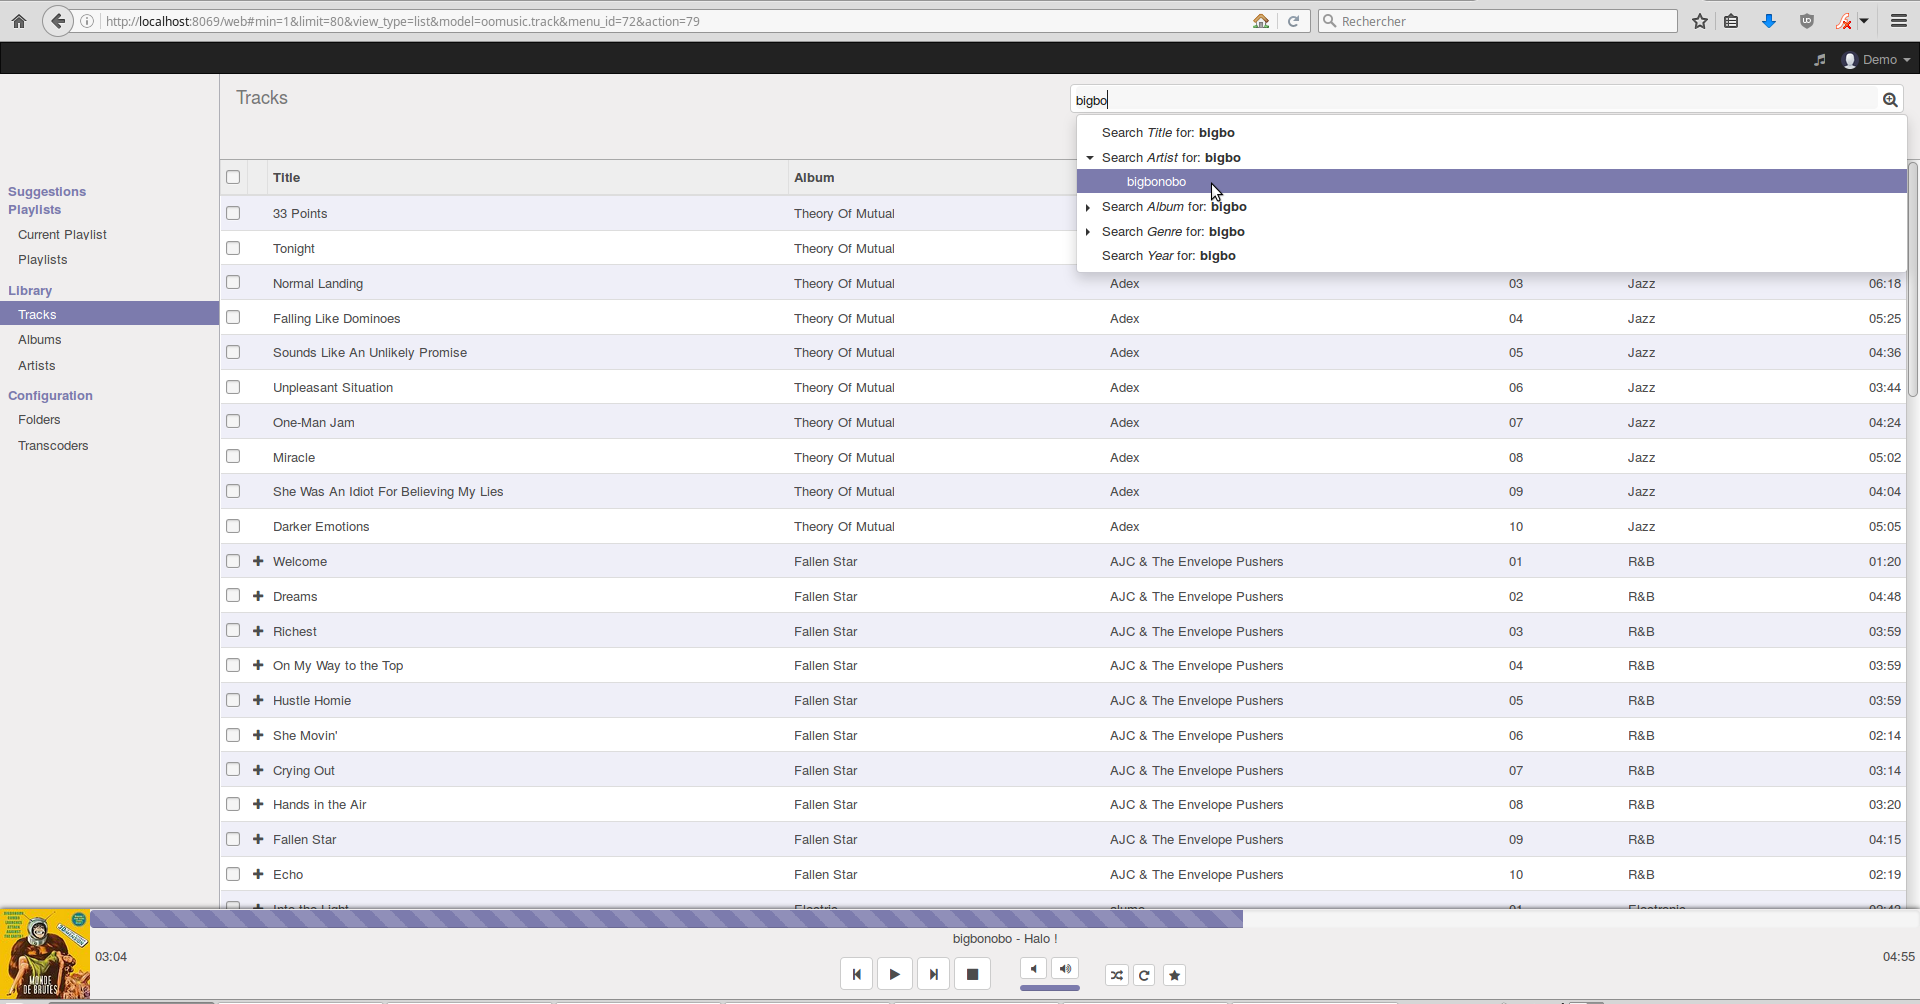 http://localhost:8069/web#min=1&limit=80&view_type=list&model=oomusic.track&menu_id=72&action=79
Rechercher
Demo
Tracks
bigbo
Search Title for: bigbo
Search Artist for: bigbo
bigbonobo
Search Album for: bigbo
Search Genre for: bigbo
Search Year for: bigbo
Suggestions
Playlists
Current Playlist
Playlists
Library
Tracks
Albums
Artists
Configuration
Folders
Transcoders
Title Album
33 Points Theory Of Mutual
Tonight Theory Of Mutual
Normal Landing Theory Of Mutual Adex 03 Jazz 06:18
Falling Like Dominoes Theory Of Mutual Adex 04 Jazz 05:25
Sounds Like An Unlikely Promise Theory Of Mutual Adex 05 Jazz 04:36
Unpleasant Situation Theory Of Mutual Adex 06 Jazz 03:44
One-Man Jam Theory Of Mutual Adex 07 Jazz 04:24
Miracle Theory Of Mutual Adex 08 Jazz 05:02
She Was An Idiot For Believing My Lies Theory Of Mutual Adex 09 Jazz 04:04
Darker Emotions Theory Of Mutual Adex 10 Jazz 05:05
Welcome Fallen Star AJC & The Envelope Pushers 01 R&B 01:20
Dreams Fallen Star AJC & The Envelope Pushers 02 R&B 04:48
Richest Fallen Star AJC & The Envelope Pushers 03 R&B 03:59
On My Way to the Top Fallen Star AJC & The Envelope Pushers 04 R&B 03:59
Hustle Homie Fallen Star AJC & The Envelope Pushers 05 R&B 03:59
She Movin' Fallen Star AJC & The Envelope Pushers 06 R&B 02:14
Crying Out Fallen Star AJC & The Envelope Pushers 07 R&B 03:14
Hands in the Air Fallen Star AJC & The Envelope Pushers 08 R&B 03:20
Fallen Star Fallen Star AJC & The Envelope Pushers 09 R&B 04:15
Echo Fallen Star AJC & The Envelope Pushers 10 R&B 02:19
MONDE
DE BRUTES
bigbonobo - Halo !
03:04
04:55